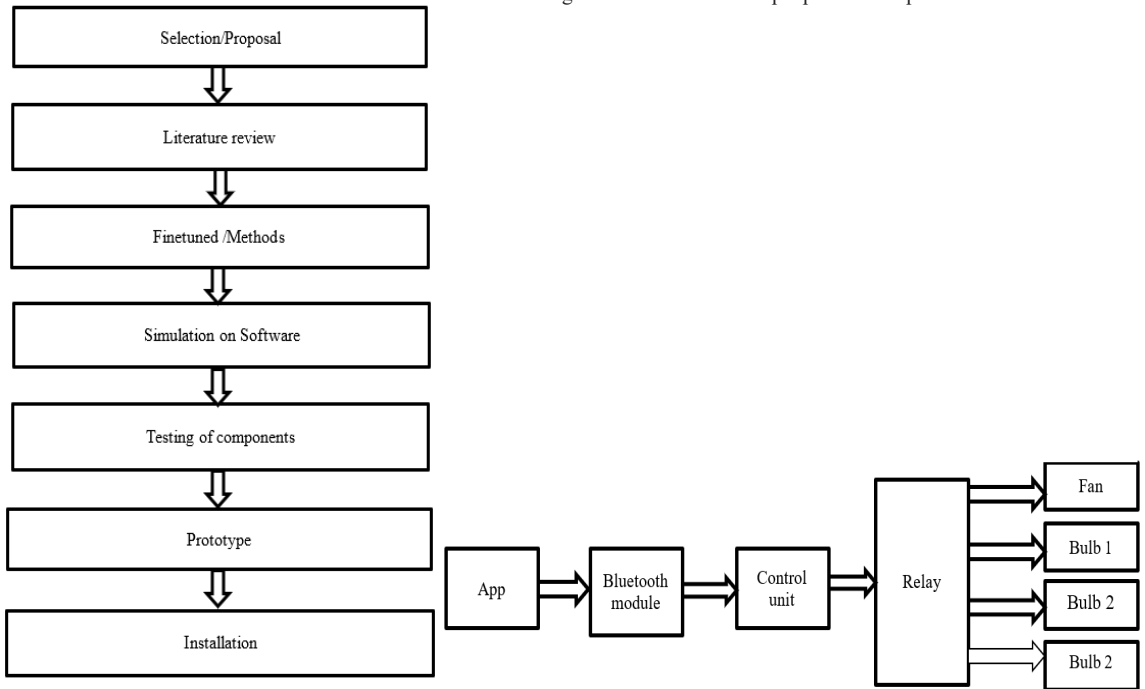 Selection/Proposal
Literature review
Finetuned /Methods
Simulation on Software
Testing of components
Prototype
Installation
App
Bluetooth
module
Control
unit
Relay
Fan
Bulb 1
Bulb 2
Bulb 2